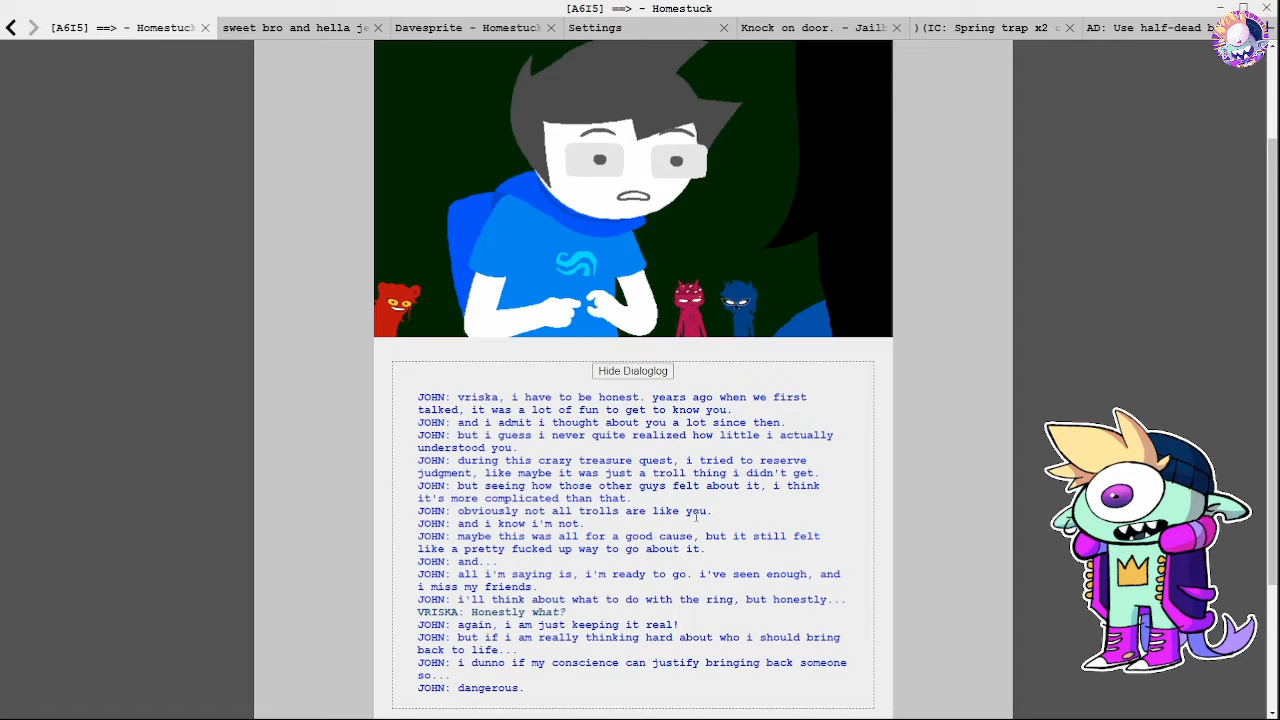 [A6I5] ==> - Homestuck
[A6I5] ==> - Homestuck
sweet bro and hella je
Davesprite - Homestuck
Settings
Knock on door. - Jailb
)(IC: Spring trap x2 c
AD: Use half-dead b
Hide Dialoglog
JOHN: vriska, i have to be honest. years ago when we first
talked, it was a lot of fun to get to know you.
JOHN: and i admit i thought about you a lot since then.
JOHN: but i guess i never quite realized how little i actually
understood you.
JOHN: during this crazy treasure quest, i tried to reserve
judgment, like maybe it was just a troll thing i didn't get.
JOHN: but seeing how those other guys felt about it, i think
it's more complicated than that.
JOHN: obviously not all trolls are like you.
JOHN: and i know i'm not.
JOHN: maybe this was all for a good cause, but it still felt
like a pretty fucked up way to go about it.
JOHN: and...
JOHN: all i'm saying is, i'm ready to go. i've seen enough, and
i miss my friends.
JOHN: i'll think about what to do with the ring, but honestly...
VRISKA: Honestly what?
JOHN: again, i am just keeping it real!
JOHN: but if i am really thinking hard about who i should bring
back to life...
JOHN: i dunno if my conscience can justify bringing back someone
so...
JOHN: dangerous.